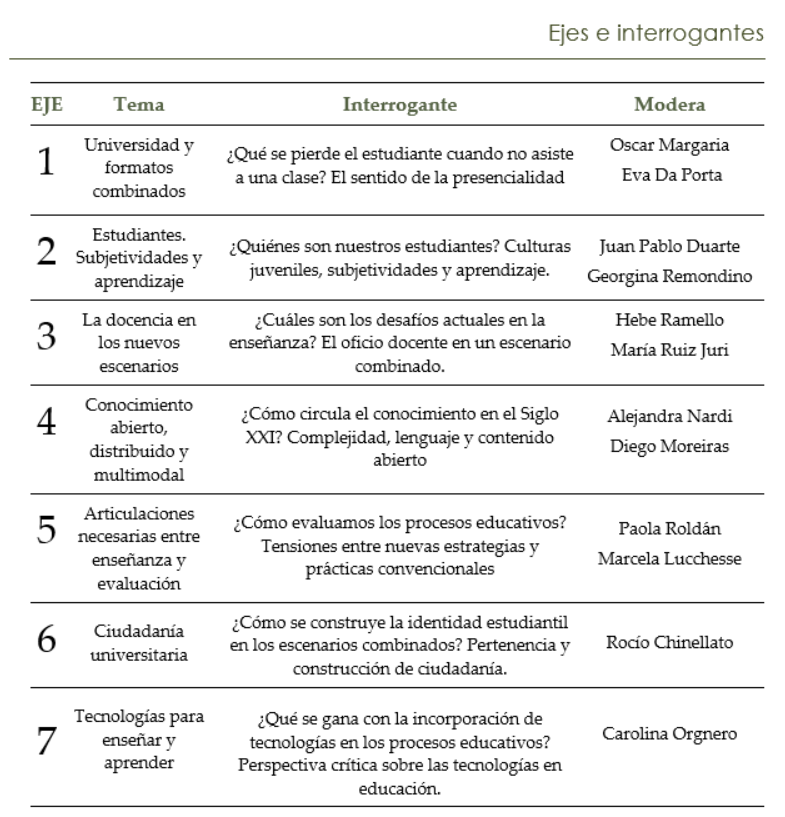 Ejes e interrogantes
EJE Tema Interrogante Modera
1
Universidad y
formatos
combinados
¿Qué se pierde el estudiante cuando no asiste
a una clase? El sentido de la presencialidad
Oscar Margaria
Eva Da Porta
2
Estudiantes.
Subjetividades y
aprendizaje
¿Quiénes son nuestros estudiantes? Culturas
juveniles, subjetividades y aprendizaje.
Juan Pablo Duarte
Georgina Remondino
3
La docencia en
los nuevos
escenarios
¿Cuáles son los desafíos actuales en la
enseñanza? El oficio docente en un escenario
combinado.
Hebe Ramello
María Ruiz Juri
4
Conocimiento
abierto,
distribuido y
multimodal
¿Cómo circula el conocimiento en el Siglo
XXI? Complejidad, lenguaje y contenido
abierto
Alejandra Nardi
Diego Moreiras
5
Articulaciones
necesarias entre
enseñanza y
evaluación
¿Cómo evaluamos los procesos educativos?
Tensiones entre nuevas estrategias y
prácticas convencionales
Paola Roldán
Marcela Lucchesse
6
Ciudadanía
universitaria
¿Cómo se construye la identidad estudiantil
en los escenarios combinados? Pertenencia y
construcción de ciudadanía.
Rocío Chinellato
7
Tecnologías para
enseñar y
aprender
¿Qué se gana con la incorporación de
tecnologías en los procesos educativos?
Perspectiva crítica sobre las tecnologías en
educación.
Carolina Orgnero